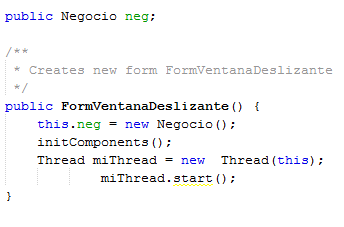 public Negocio neg;
/**
 * Creates new form FormVentanaDeslizante
 */
public FormVentanaDeslizante() {
    this.neg = new Negocio();
    initComponents();
    Thread miThread = new  Thread(this);
            miThread.start();
}